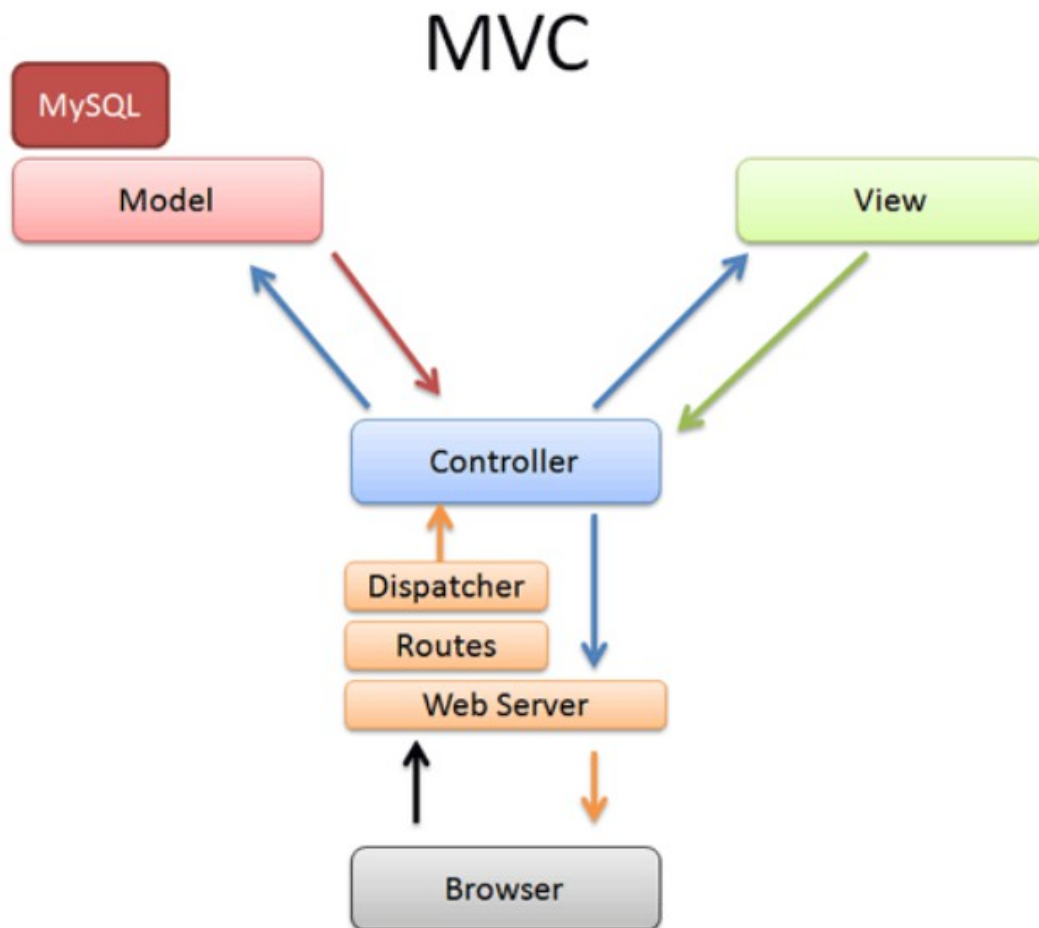 MVC
MySQL
Model
View
Controller
Dispatcher
Routes
Web Server
Browser